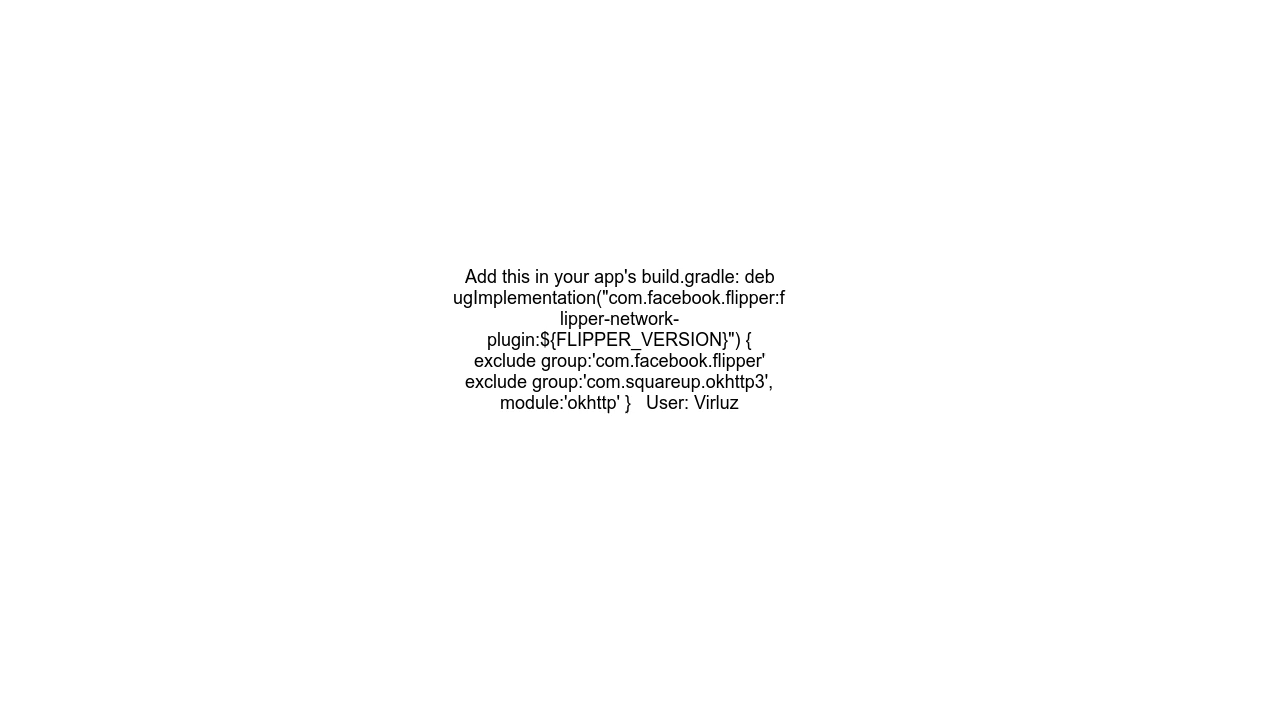 Add this in your app's build.gradle: deb
ugImplementation("com.facebook.flipper:f
lipper-network-
plugin:${FLIPPER_VERSION}") {
exclude group:'com.facebook.flipper'
exclude group:'com.squareup.okhttp3',
module:'okhttp' }   User: Virluz